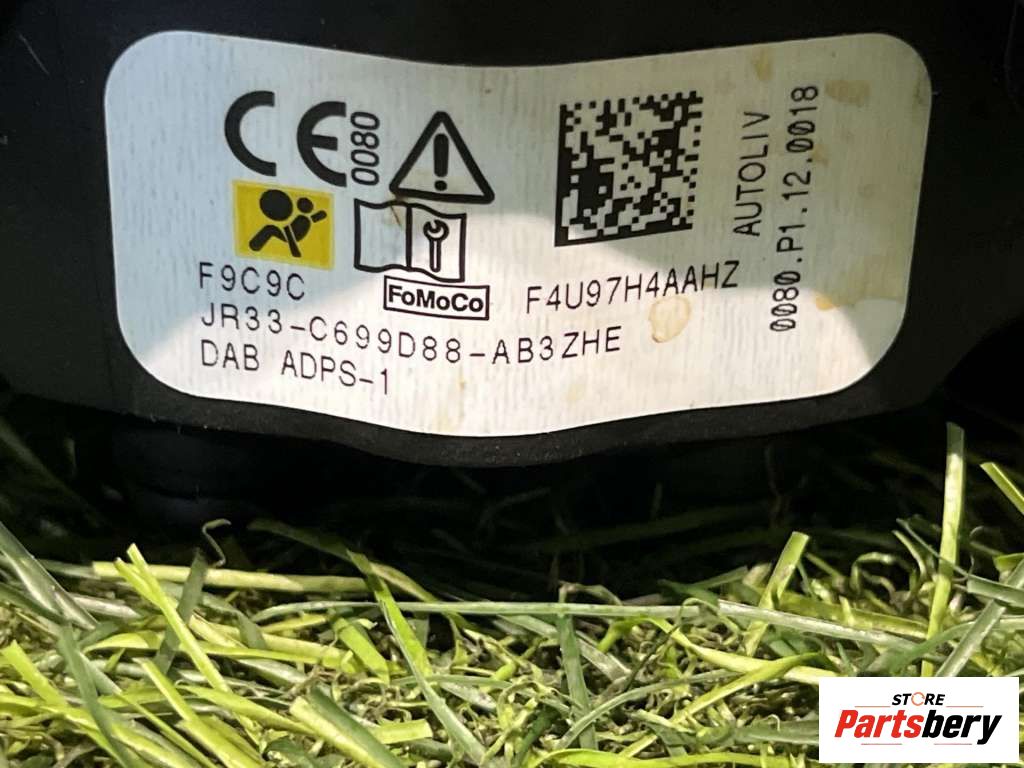 CE 0080
F9C9C
FoMoCo
F4U97H4AAHZ
JR33-C699D88-AB3ZHE
DAB ADPS-1
AUTOLIV
0080.P1.12.0018
STORE
Partsbery